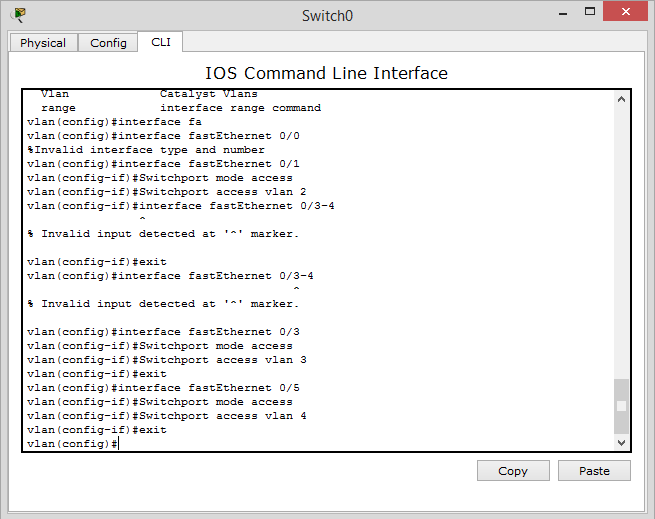 Switch0
Physical Config CLI
IOS Command Line Interface
Vlan Catalyst Vlans
range interface range command
vlan(config)#interface fa
vlan(config)#interface fastEthernet 0/0
%Invalid interface type and number
vlan(config)#interface fastEthernet 0/1
vlan(config-if)#Switchport mode access
vlan(config-if)#Switchport access vlan 2
vlan(config-if)#interface fastEthernet 0/3-4
^
% Invalid input detected at '^' marker.
vlan(config-if)#exit
vlan(config)#interface fastEthernet 0/3-4
^
% Invalid input detected at '^' marker.
vlan(config)#interface fastEthernet 0/3
vlan(config-if)#Switchport mode access
vlan(config-if)#Switchport access vlan 3
vlan(config-if)#exit
vlan(config)#interface fastEthernet 0/5
vlan(config-if)#Switchport mode access
vlan(config-if)#Switchport access vlan 4
vlan(config-if)#exit
vlan(config)#
Copy Paste